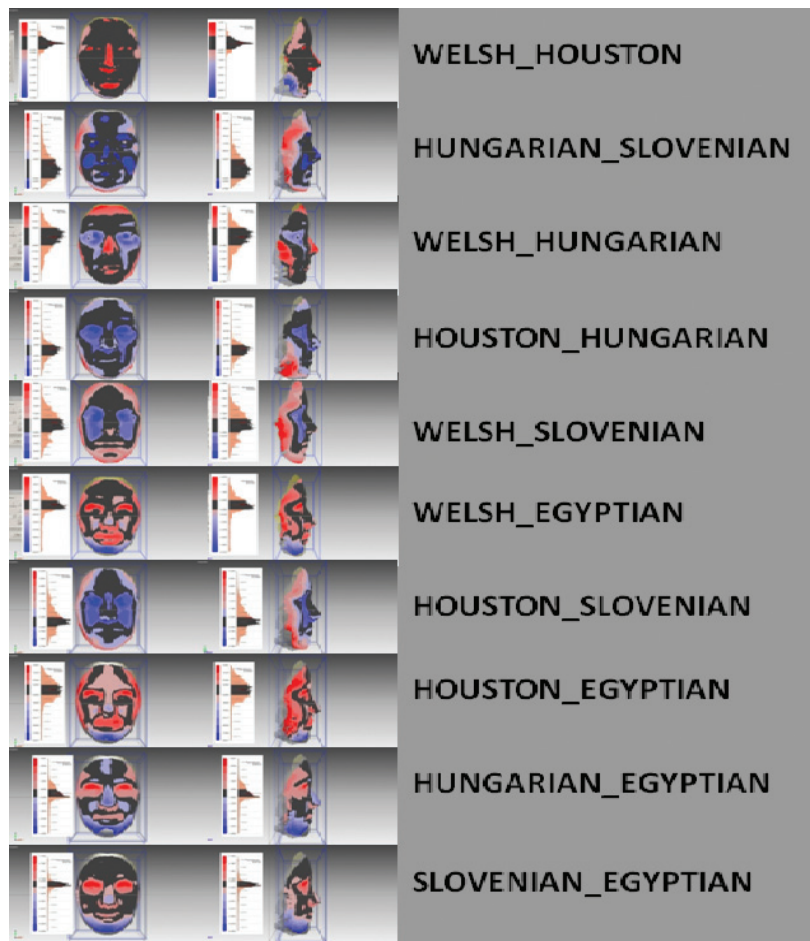 WELSH_HOUSTON
HUNGARIAN_SLOVENIAN
WELSH_HUNGARIAN
HOUSTON_HUNGARIAN
WELSH_SLOVENIAN
WELSH_EGYPTIAN
HOUSTON_SLOVENIAN
HOUSTON_EGYPTIAN
HUNGARIAN_EGYPTIAN
SLOVENIAN_EGYPTIAN